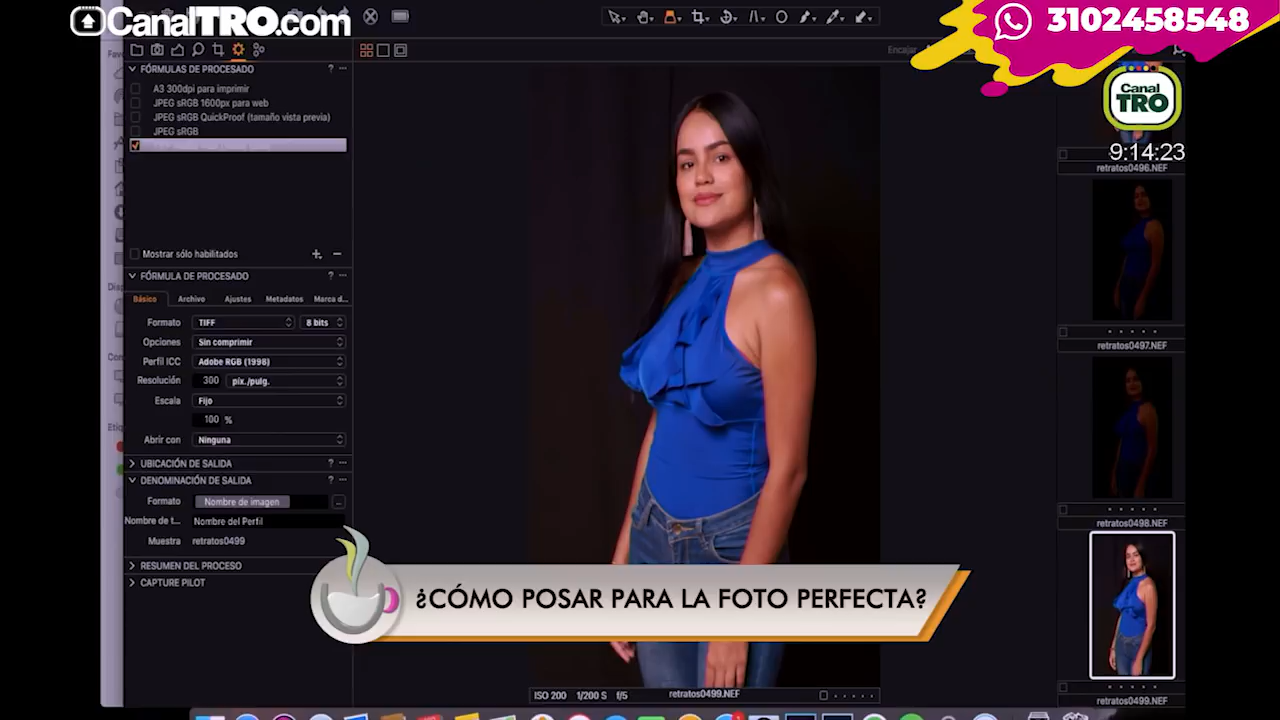 CanalTRO.com
3102458548
Encajar
Canal
TRO
9:14:23
FÓRMULAS DE PROCESADO
A3 300dpi para imprimir
JPEG sRGB 1600px para web
JPEG sRGB QuickProof (tamaño vista previa)
JPEG sRGB
Mostrar sólo habilitados
FÓRMULA DE PROCESADO
Básico Archivo Ajustes Metadatos Marca d...
Formato TIFF 8 bits
Opciones Sin comprimir
Perfil ICC Adobe RGB (1998)
Resolución 300 pix./pulg.
Escala Fijo
100 %
Abrir con Ninguna
UBICACIÓN DE SALIDA
DENOMINACIÓN DE SALIDA
Formato Nombre de imagen ...
Nombre de t... Nombre del Perfil
Muestra retratos0499
RESUMEN DEL PROCESO
CAPTURE PILOT
¿CÓMO POSAR PARA LA FOTO PERFECTA?
ISO 200 1/200 S f/5 retratos0499.NEF
retratos0496.NEF
retratos0497.NEF
retratos0498.NEF
retratos0499.NEF